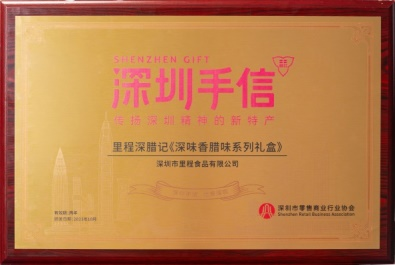 SHENZHEN GIFT
深圳手信
传播深圳精神的新特产
里程深腊记《深味香腊味系列礼盒》
深圳市里程食品有限公司
深圳市零售商业行业协会
Shenzhen Retail Business Association